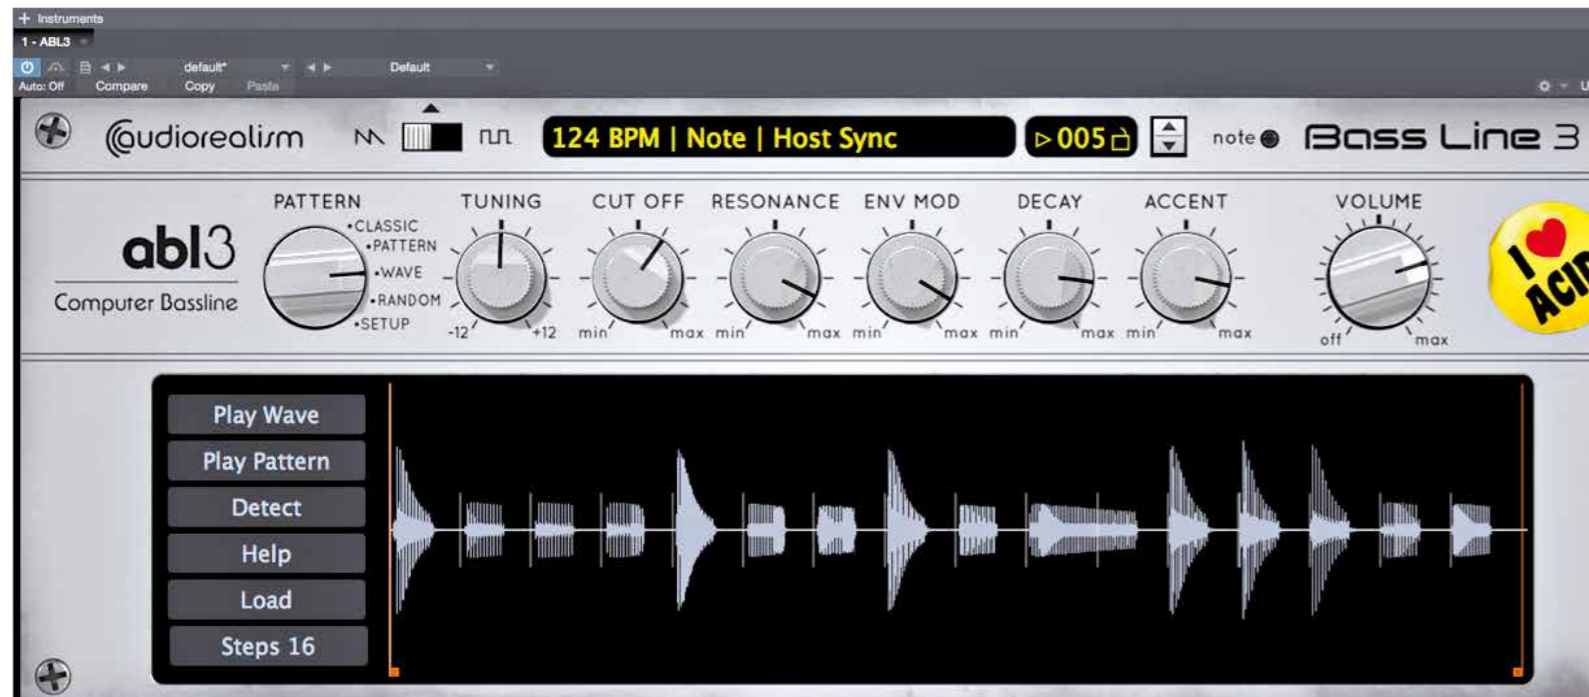 Instruments
1 - ABL3
default*
Default
Auto: Off
Compare
Copy
Paste
U
audiorealism
124 BPM | Note | Host Sync
005
note
Bass Line 3
abl3
Computer Bassline
PATTERN
CLASSIC
PATTERN
WAVE
RANDOM
SETUP
TUNING
-12
+12
CUT OFF
min
max
RESONANCE
min
max
ENV MOD
min
max
DECAY
min
max
ACCENT
min
max
VOLUME
off
max
I
ACID
Play Wave
Play Pattern
Detect
Help
Load
Steps 16